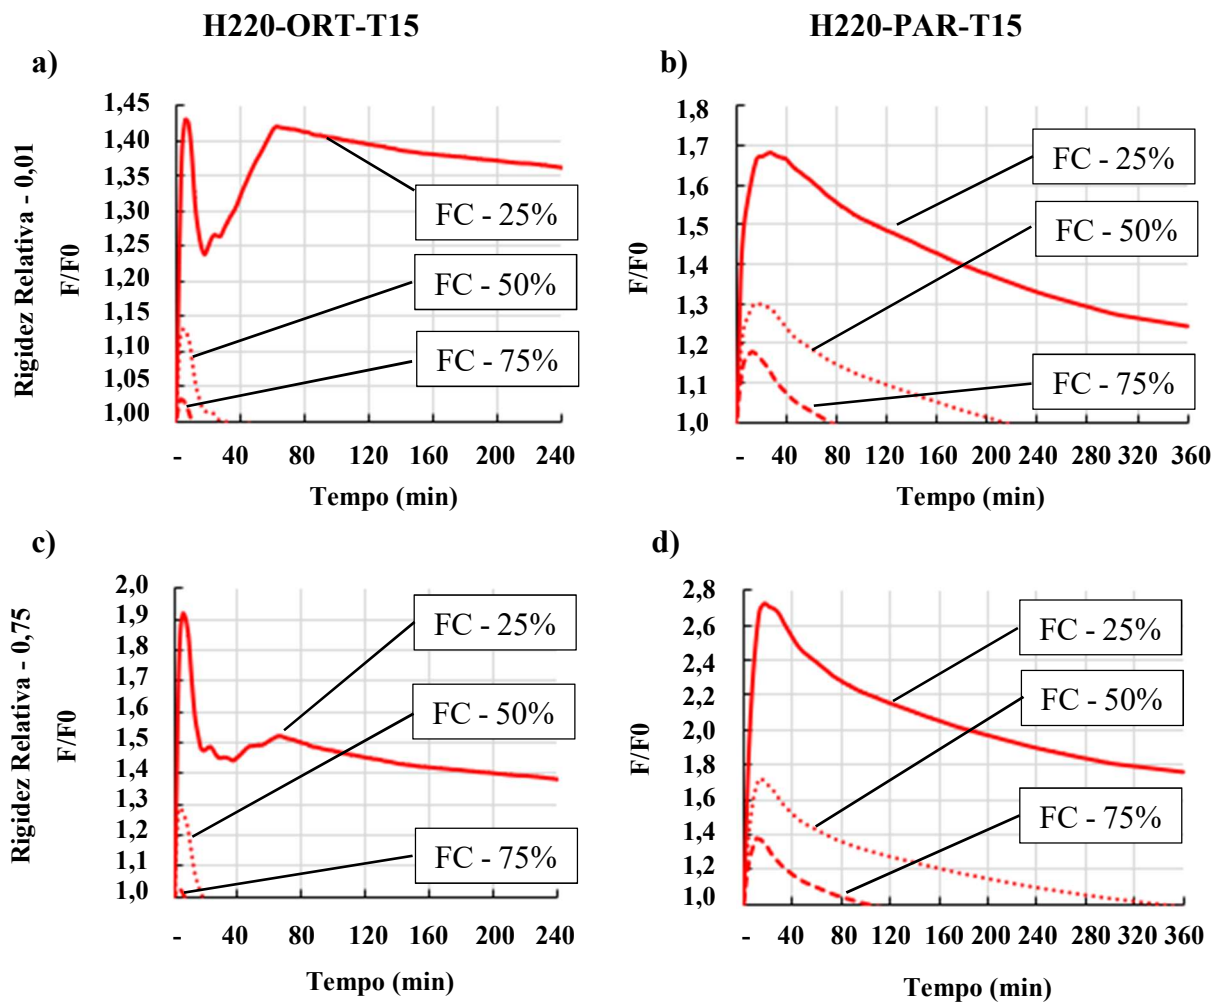 H220-ORT-T15
H220-PAR-T15
a)
Rigidez Relativa - 0,01
F/F0
1,45
1,40
1,35
1,30
1,25
1,20
1,15
1,10
1,05
1,00
FC - 25%
FC - 50%
FC - 75%
- 40 80 120 160 200 240
Tempo (min)
b)
F/F0
1,8
1,7
1,6
1,5
1,4
1,3
1,2
1,1
1,0
FC - 25%
FC - 50%
FC - 75%
- 40 80 120 160 200 240 280 320 360
Tempo (min)
c)
Rigidez Relativa - 0,75
F/F0
2,0
1,9
1,8
1,7
1,6
1,5
1,4
1,3
1,2
1,1
1,0
FC - 25%
FC - 50%
FC - 75%
- 40 80 120 160 200 240
Tempo (min)
d)
F/F0
2,8
2,6
2,4
2,2
2,0
1,8
1,6
1,4
1,2
1,0
FC - 25%
FC - 50%
FC - 75%
- 40 80 120 160 200 240 280 320 360
Tempo (min)